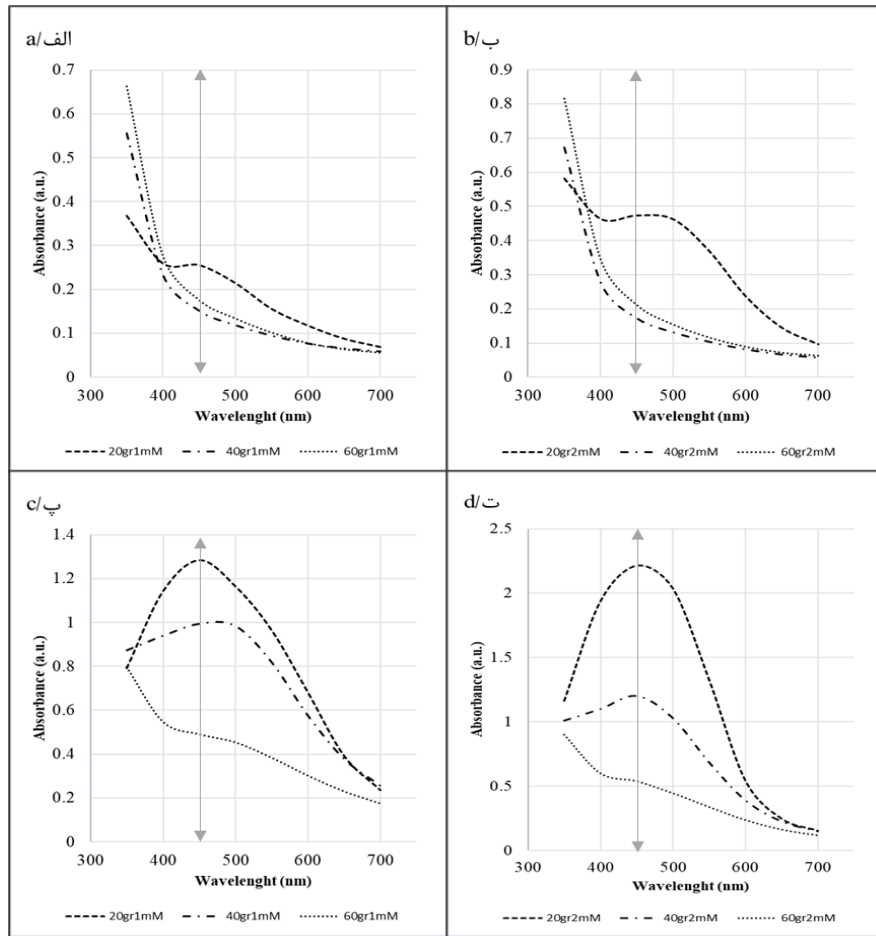 a/الف
0.7
0.6
0.5
0.4
0.3
0.2
0.1
0
Absorbance (a.u.)
300 400 500 600 700
Wavelenght (nm)
20gr1mM 40gr1mM 60gr1mM
b/ب
0.9
0.8
0.7
0.6
0.5
0.4
0.3
0.2
0.1
0
Absorbance (a.u.)
300 400 500 600 700
Wavelenght (nm)
20gr2mM 40gr2mM 60gr2mM
c/پ
1.4
1.2
1
0.8
0.6
0.4
0.2
0
Absorbance (a.u.)
300 400 500 600 700
Wavelenght (nm)
20gr1mM 40gr1mM 60gr1mM
d/ت
2.5
2
1.5
1
0.5
0
Absorbance (a.u.)
300 400 500 600 700
Wavelenght (nm)
20gr2mM 40gr2mM 60gr2mM